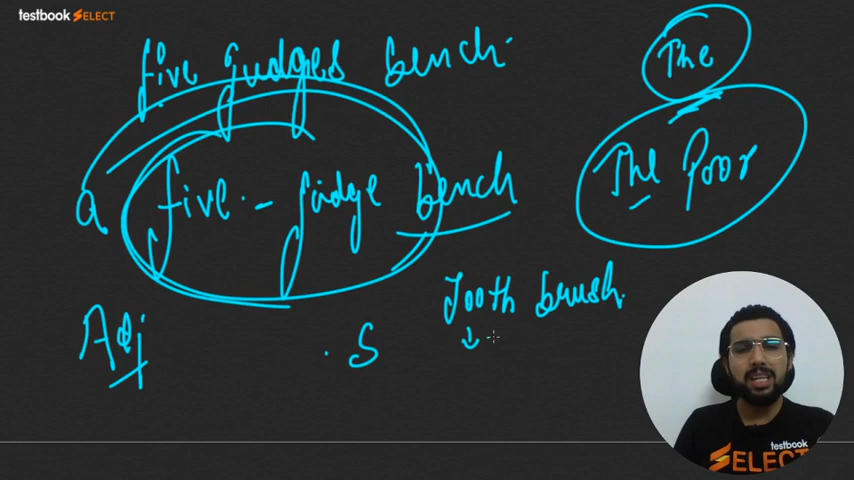 testbook SELECT
five judges bench.
The
The Poor
a five - judge bench
Tooth brush.
Adj
. S
testbook
SELECT